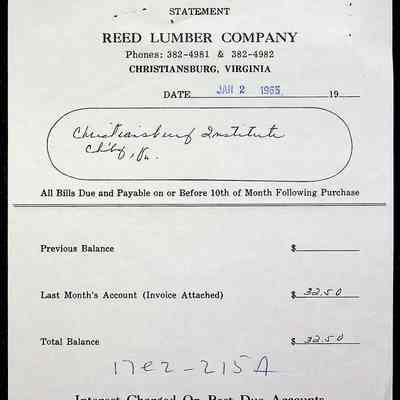 STATEMENT
REED LUMBER COMPANY
Phones: 382-4981 & 382-4982
CHRISTIANSBURG, VIRGINIA
DATE JAN 2 1965, 19
Christiansburg Institute
Ch'bg, Va.
All Bills Due and Payable on or Before 10th of Month Following Purchase
Previous Balance $
Last Month's Account (Invoice Attached) $ 32.50
Total Balance $ 32.50
17e2-215A
Interest Charged On Past Due Accounts